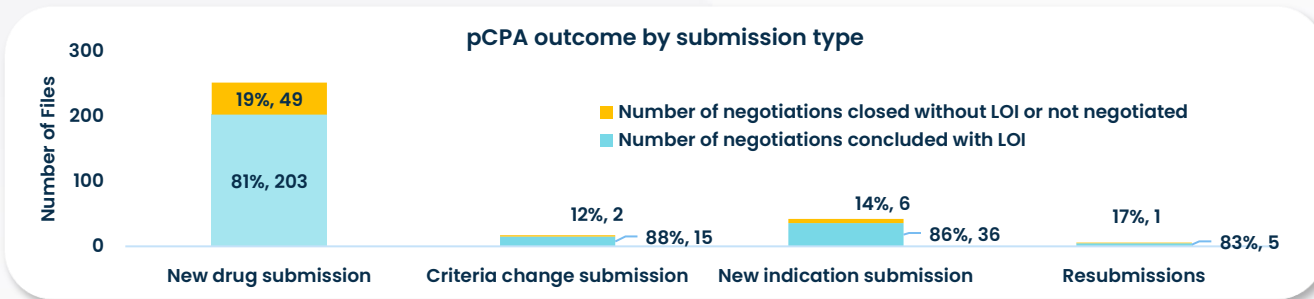 pCPA outcome by submission type
Number of Files
300
200
100
0
19%, 49
81%, 203
Number of negotiations closed without LOI or not negotiated
Number of negotiations concluded with LOI
12%, 2
88%, 15
14%, 6
86%, 36
17%, 1
83%, 5
New drug submission
Criteria change submission
New indication submission
Resubmissions